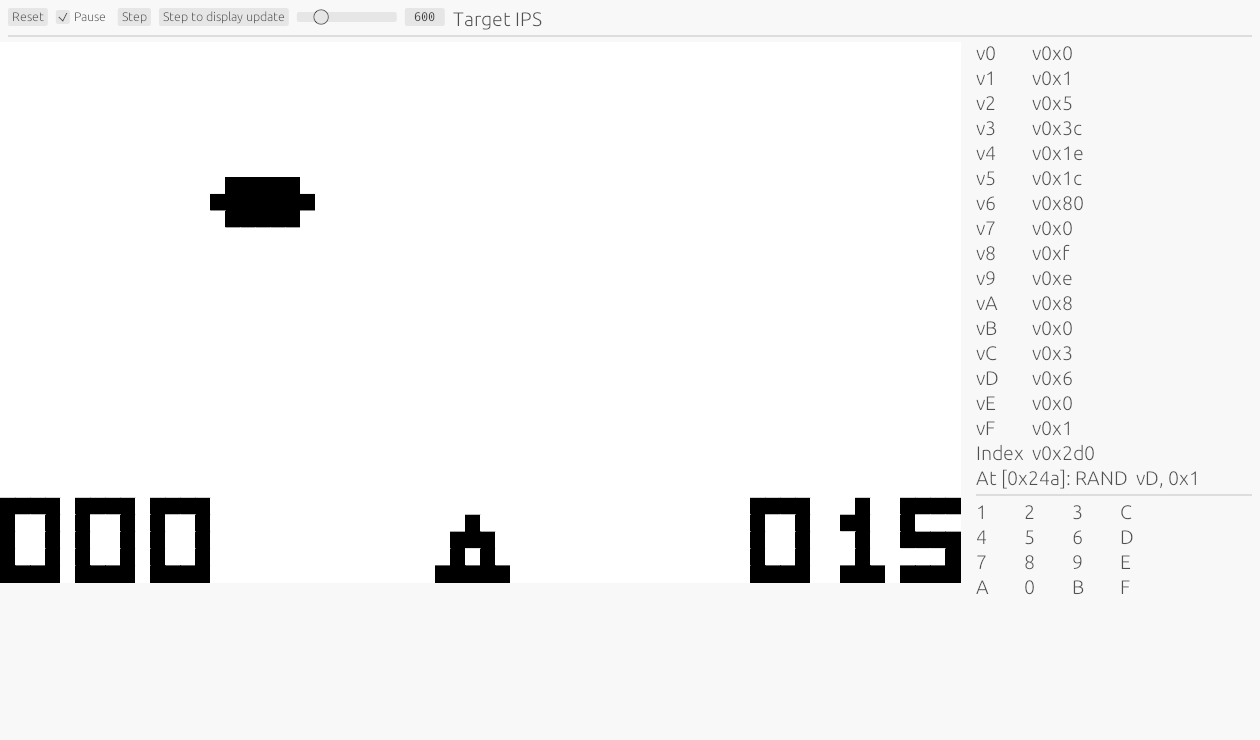 Reset Pause Step Step to display update 600 Target IPS
v0 v0x0
v1 v0x1
v2 v0x5
v3 v0x3c
v4 v0x1e
v5 v0x1c
v6 v0x80
v7 v0x0
v8 v0xf
v9 v0xe
vA v0x8
vB v0x0
vC v0x3
vD v0x6
vE v0x0
vF v0x1
Index v0x2d0
At [0x24a]: RAND vD, 0x1
000 015
1 2 3 C
4 5 6 D
7 8 9 E
A 0 B F